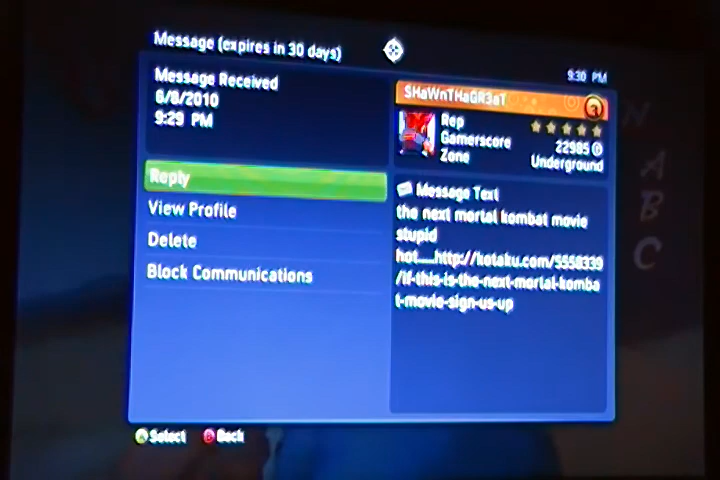 Message (expires in 30 days)
9:30 PM
Message Received
6/8/2010
9:29 PM
SHaWnTHaGR3aT
Rep
Gamerscore
22985 G
Zone
Underground
Reply
View Profile
Delete
Block Communications
Message Text
the next mortal kombat movie
stupid
hot.....http://kotaku.com/5558339
/if-this-is-the-next-mortal-komba
t-movie-sign-us-up
A Select
B Back
N
A
B
C